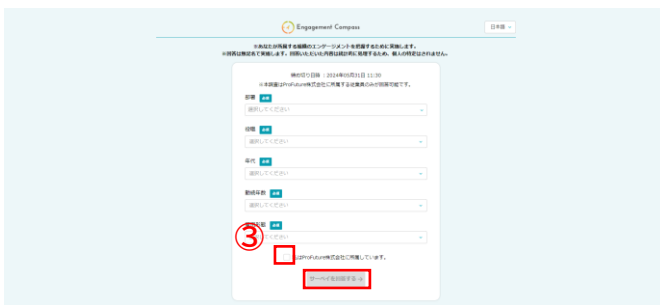 Engagement Compass
日本語
※あなたが所属する組織のエンゲージメントを把握するために実施します。
※回答は無記名で実施します。回答いただいた内容は統計的に処理するため、個人の特定はされません。
締め切り日時：2024年05月31日 11:30
※本調査はProFuture株式会社に所属する従業員のみが回答可能です。
部署 必須
選択してください
役職 必須
選択してください
年代 必須
選択してください
勤続年数 必須
選択してください
必須
してください
③
はProFuture株式会社に所属しています。
サーベイを回答する→